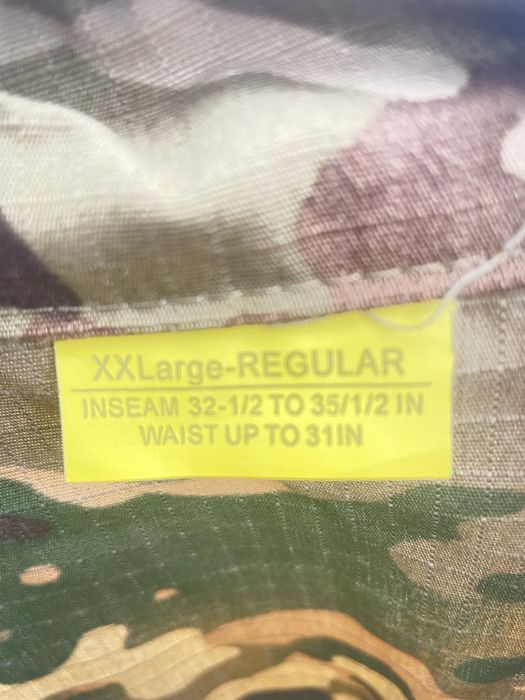 XXLarge-REGULAR
INSEAM 32-1/2 TO 35/1/2 IN
WAIST UP TO 31IN